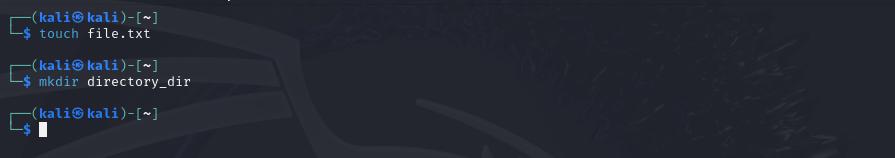 ┌──(kali㉿kali)-[~]
└─$ touch file.txt
┌──(kali㉿kali)-[~]
└─$ mkdir directory_dir
┌──(kali㉿kali)-[~]
└─$